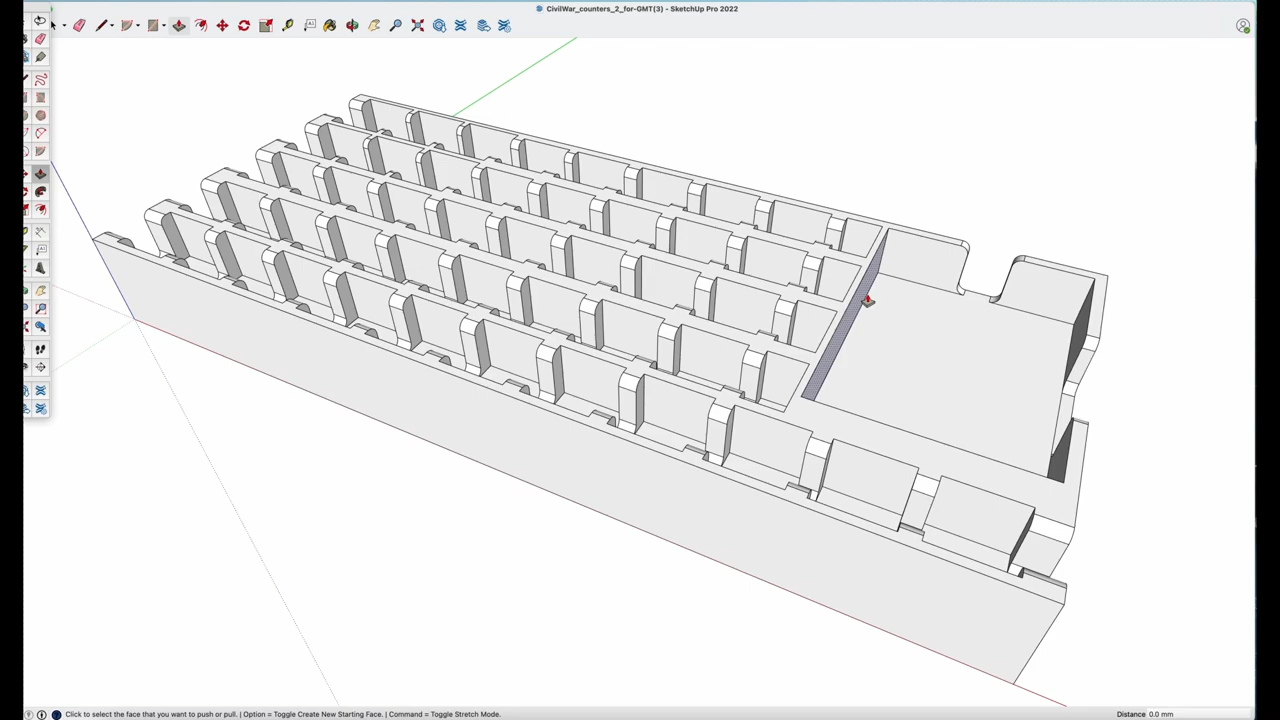 CivilWar_counters_2_for-GMT(3) - SketchUp Pro 2022
Click to select the face that you want to push or pull. | Option = Toggle Create New Starting Face. | Command = Toggle Stretch Mode.
Distance 0.0 mm